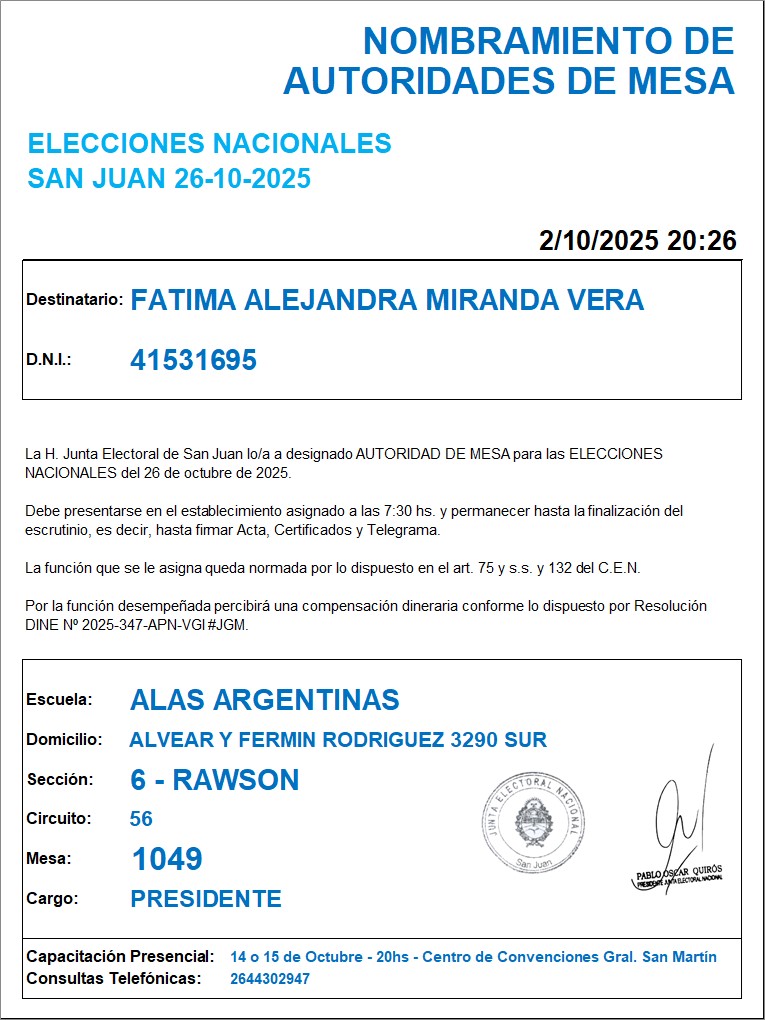 NOMBRAMIENTO DE
AUTORIDADES DE MESA
ELECCIONES NACIONALES
SAN JUAN 26-10-2025
2/10/2025 20:26
Destinatario: FATIMA ALEJANDRA MIRANDA VERA
D.N.I.: 41531695
La H. Junta Electoral de San Juan lo/a a designado AUTORIDAD DE MESA para las ELECCIONES
NACIONALES del 26 de octubre de 2025.
Debe presentarse en el establecimiento asignado a las 7:30 hs. y permanecer hasta la finalización del
escrutinio, es decir, hasta firmar Acta, Certificados y Telegrama.
La función que se le asigna queda normada por lo dispuesto en el art. 75 y s.s. y 132 del C.E.N.
Por la función desempeñada percibirá una compensación dineraria conforme lo dispuesto por Resolución
DINE Nº 2025-347-APN-VGI#JGM.
Escuela: ALAS ARGENTINAS
Domicilio: ALVEAR Y FERMIN RODRIGUEZ 3290 SUR
Sección: 6 - RAWSON
Circuito: 56
Mesa: 1049
Cargo: PRESIDENTE
JUNTA ELECTORAL NACIONAL
San Juan
PABLO OSCAR QUIRÓS
PRESIDENTE JUNTA ELECTORAL NACIONAL
Capacitación Presencial: 14 o 15 de Octubre - 20hs - Centro de Convenciones Gral. San Martín
Consultas Telefónicas: 2644302947